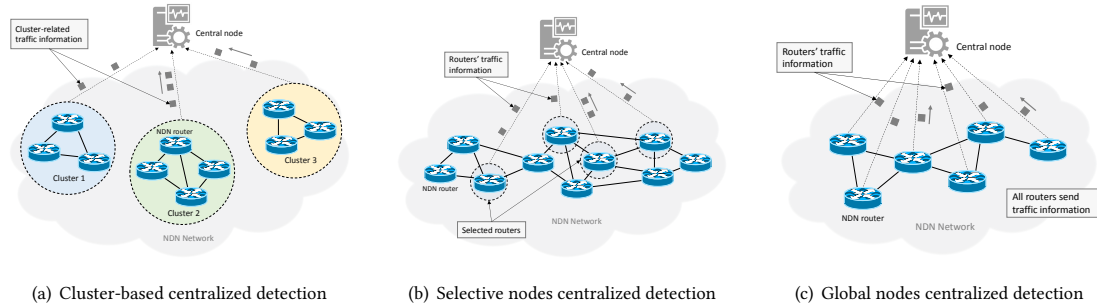 Cluster-related
traffic information
Central node
NDN router
Cluster 1
Cluster 2
Cluster 3
NDN Network
(a) Cluster-based centralized detection
Central node
Routers' traffic
information
NDN router
Selected routers
NDN Network
(b) Selective nodes centralized detection
Central node
Routers' traffic
information
NDN router
All routers send
traffic information
NDN Network
(c) Global nodes centralized detection